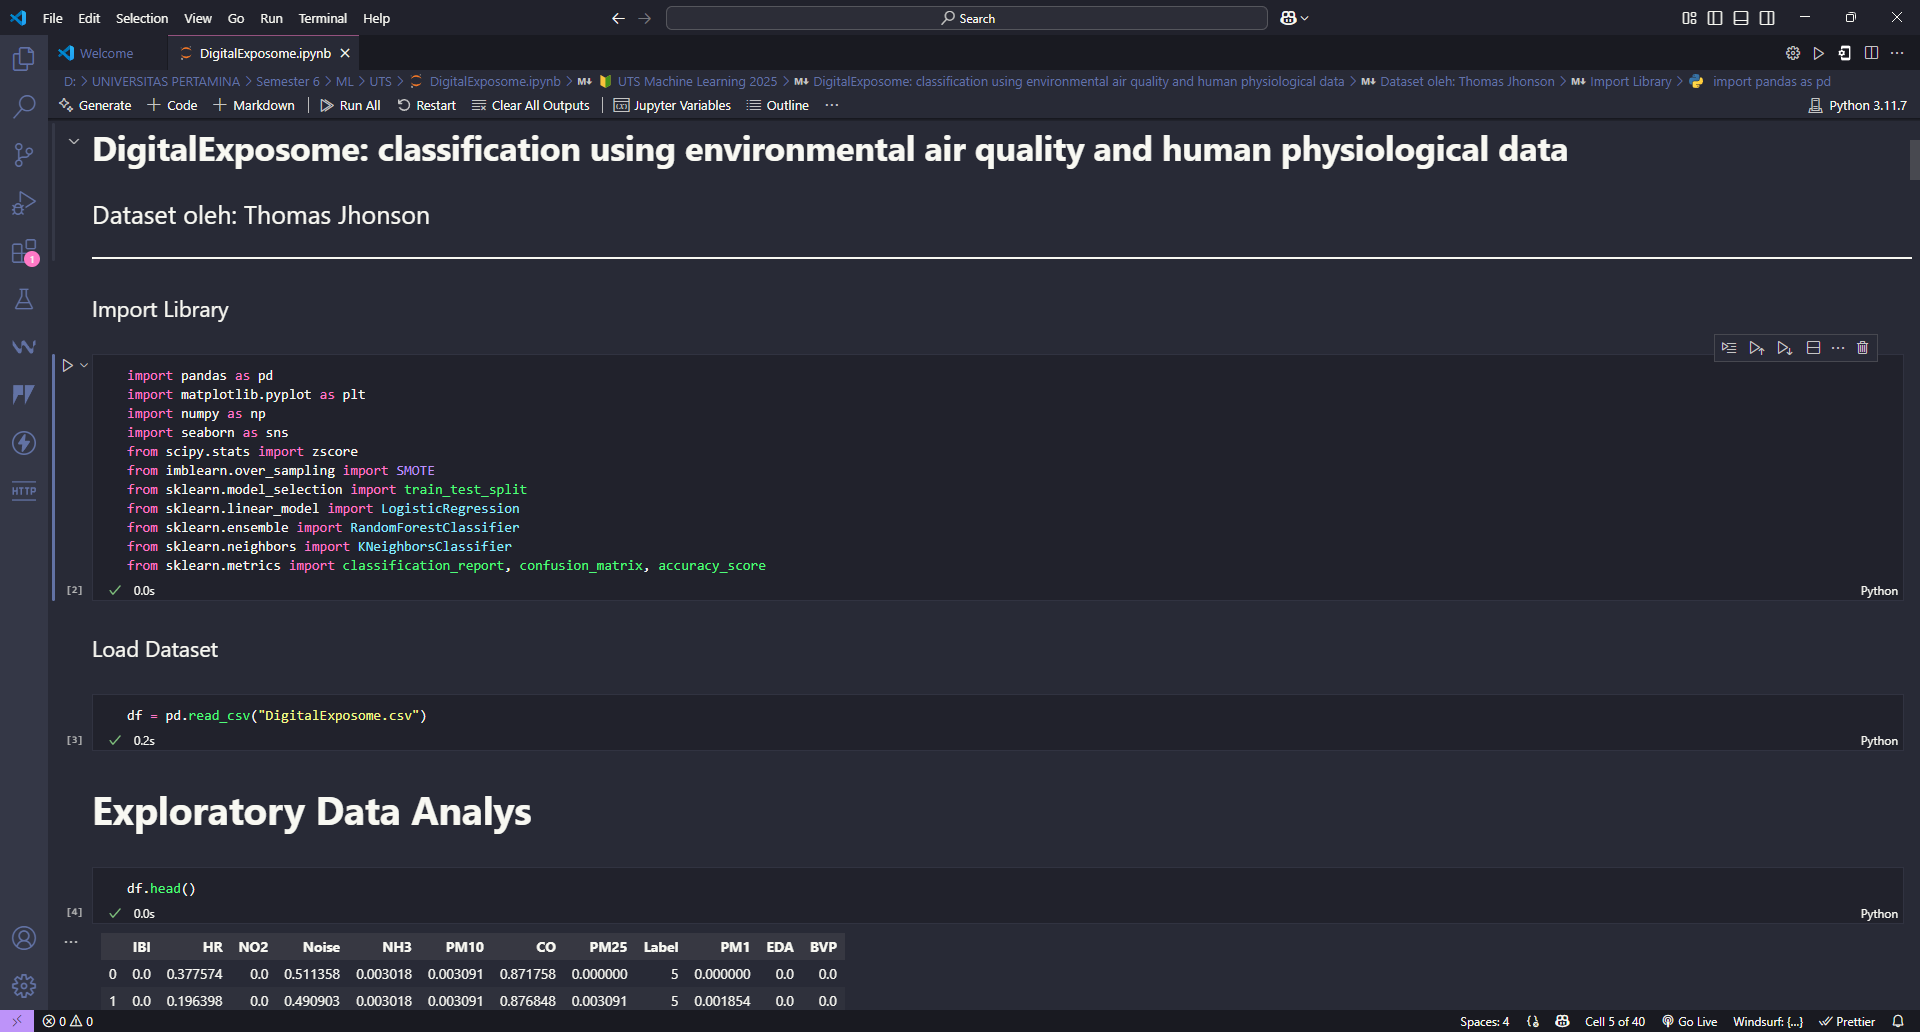 File Edit Selection View Go Run Terminal Help
Search
Welcome
DigitalExposome.ipynb
D: > UNIVERSITAS PERTAMINA > Semester 6 > ML > UTS > DigitalExposome.ipynb > M↓ UTS Machine Learning 2025 > M↓ DigitalExposome: classification using environmental air quality and human physiological data > M↓ Dataset oleh: Thomas Jhonson > M↓ Import Library > import pandas as pd
Generate + Code + Markdown | Run All Restart Clear All Outputs | Jupyter Variables Outline ... Python 3.11.7
DigitalExposome: classification using environmental air quality and human physiological data
Dataset oleh: Thomas Jhonson
1
Import Library
import pandas as pd
import matplotlib.pyplot as plt
import numpy as np
import seaborn as sns
from scipy.stats import zscore
from imblearn.over_sampling import SMOTE
from sklearn.model_selection import train_test_split
from sklearn.linear_model import LogisticRegression
from sklearn.ensemble import RandomForestClassifier
from sklearn.neighbors import KNeighborsClassifier
from sklearn.metrics import classification_report, confusion_matrix, accuracy_score
HTTP
[2] 0.0s Python
Load Dataset
df = pd.read_csv("DigitalExposome.csv")
[3] 0.2s Python
Exploratory Data Analys
df.head()
[4] 0.0s Python
IBI HR NO2 Noise NH3 PM10 CO PM25 Label PM1 EDA BVP
0 0.0 0.377574 0.0 0.511358 0.003018 0.003091 0.871758 0.000000 5 0.000000 0.0 0.0
1 0.0 0.196398 0.0 0.490903 0.003018 0.003091 0.876848 0.003091 5 0.001854 0.0 0.0
0 0 Spaces: 4 Cell 5 of 40 Go Live Windsurf: {...} Prettier